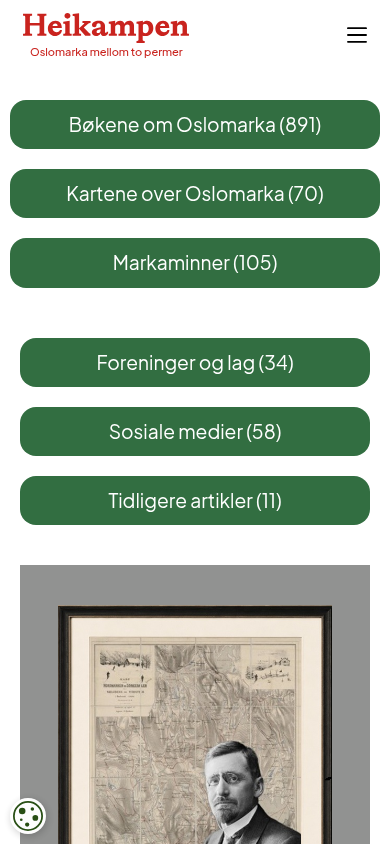 Heikampen
Oslomarka mellom to permer
Bøkene om Oslomarka (891)
Kartene over Oslomarka (70)
Markaminner (105)
Foreninger og lag (34)
Sosiale medier (58)
Tidligere artikler (11)